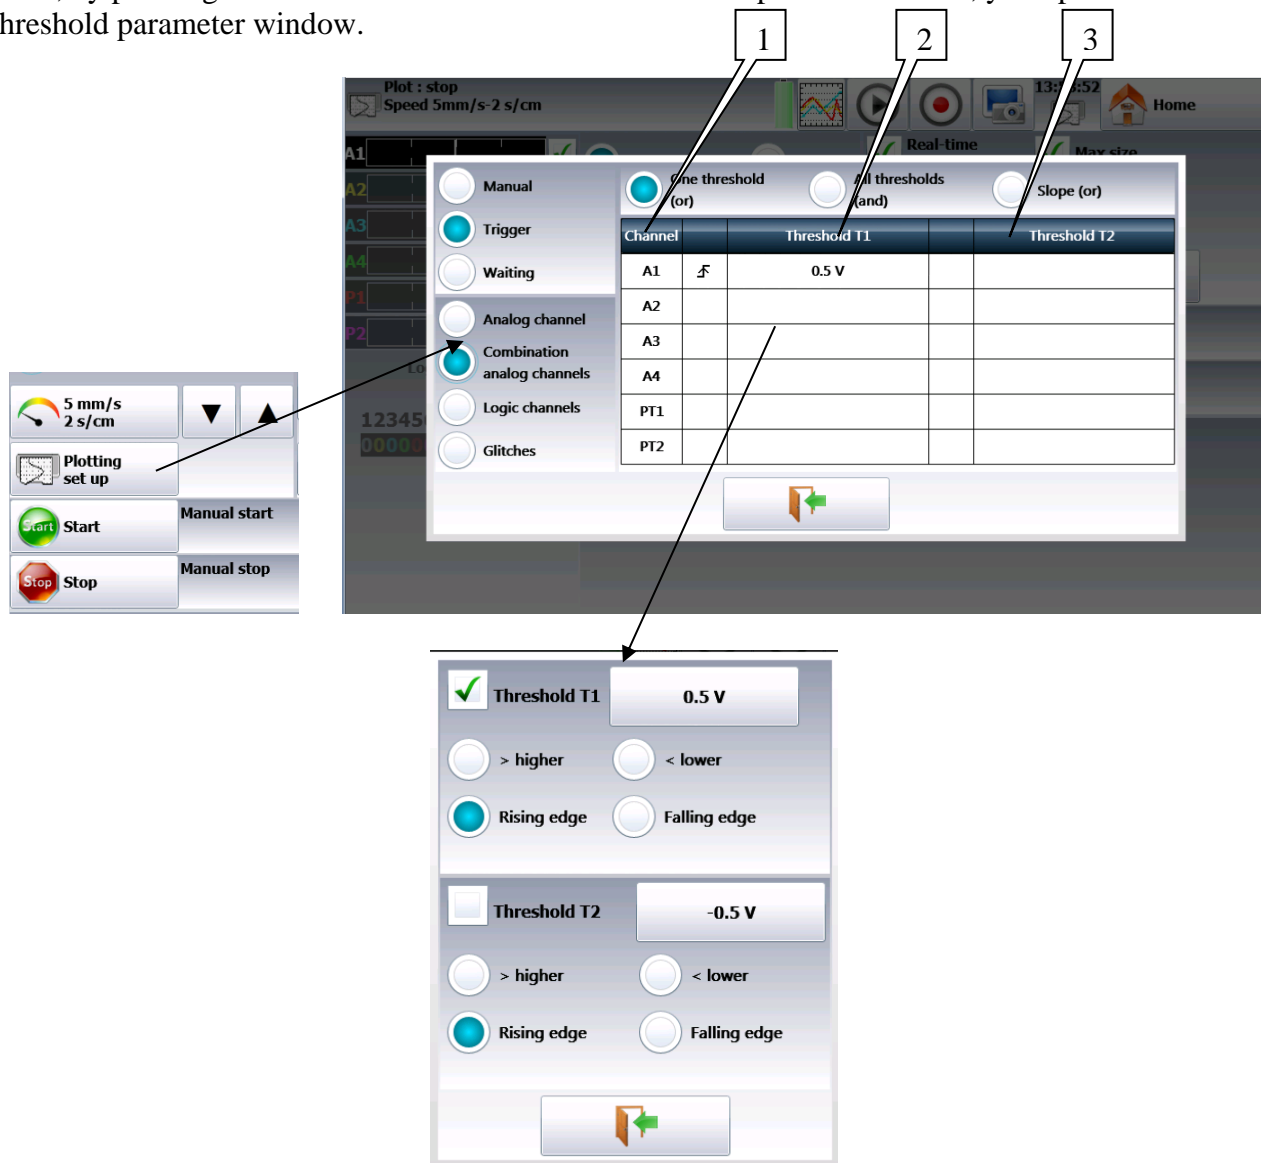 threshold parameter window.
1 2 3
Plot : stop
Speed 5mm/s-2 s/cm
Home
A1
Real-time
Max size
A2
A3
A4
P1
P2
Manual
Trigger
Waiting
Analog channel
Combination
analog channels
Logic channels
Glitches
One threshold
(or)
All thresholds
(and)
Slope (or)
Channel Threshold T1 Threshold T2
A1 0.5 V
A2
A3
A4
PT1
PT2
5 mm/s
2 s/cm
Plotting
set up
Start Start Manual start
Stop Stop Manual stop
Threshold T1 0.5 V
> higher < lower
Rising edge Falling edge
Threshold T2 -0.5 V
> higher < lower
Rising edge Falling edge